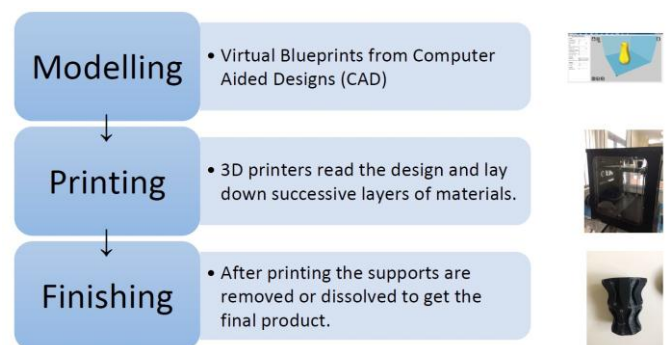 Modelling
• Virtual Blueprints from Computer
Aided Designs (CAD)
Printing
• 3D printers read the design and lay
down successive layers of materials.
Finishing
• After printing the supports are
removed or dissolved to get the
final product.